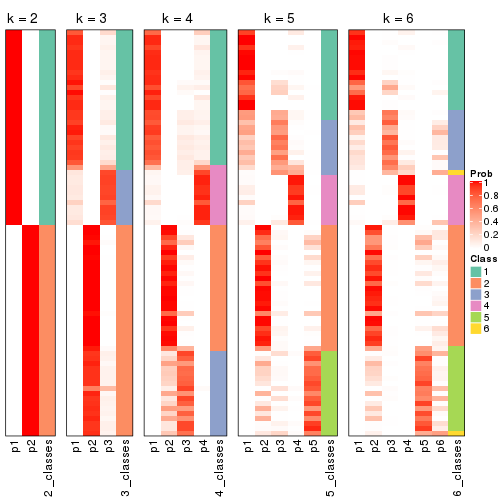 k = 2
k = 3
k = 4
k = 5
k = 6
Prob
1
0.8
0.6
0.4
0.2
0
Class
1
2
3
4
5
6
p1
p2
2_classes
p1
p2
p3
3_classes
p1
p2
p3
p4
4_classes
p1
p2
p3
p4
p5
5_classes
p1
p2
p3
p4
p5
p6
6_classes